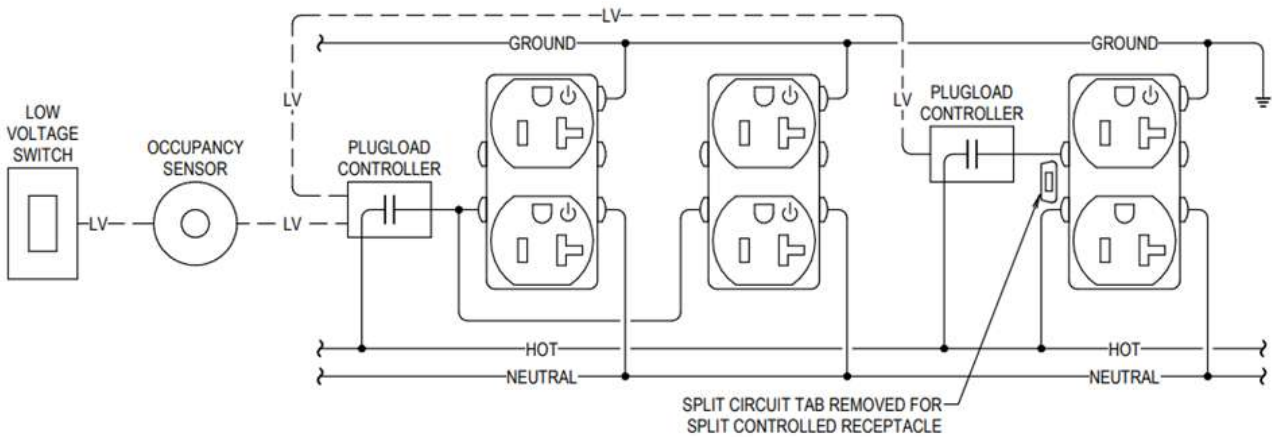 LV
GROUND
GROUND
LV
LV
LOW
VOLTAGE
SWITCH
OCCUPANCY
SENSOR
PLUGLOAD
CONTROLLER
PLUGLOAD
CONTROLLER
LV
LV
HOT
HOT
NEUTRAL
NEUTRAL
SPLIT CIRCUIT TAB REMOVED FOR
SPLIT CONTROLLED RECEPTACLE